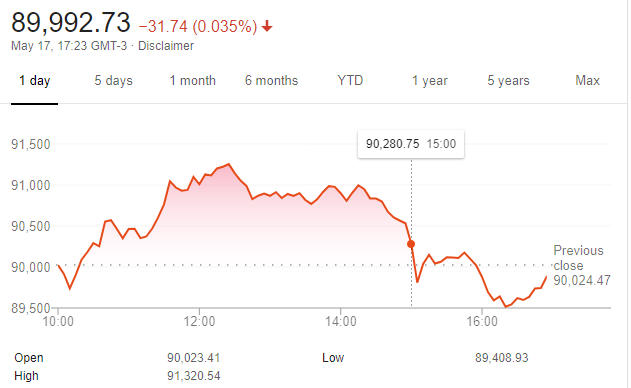 89,992.73 −31.74 (0.035%)
May 17, 17:23 GMT-3 · Disclaimer
1 day 5 days 1 month 6 months YTD 1 year 5 years Max
90,280.75 15:00
91,500
91,000
90,500
90,000
89,500
Previous
close
90,024.47
10:00 12:00 14:00 16:00
Open 90,023.41 Low 89,408.93
High 91,320.54